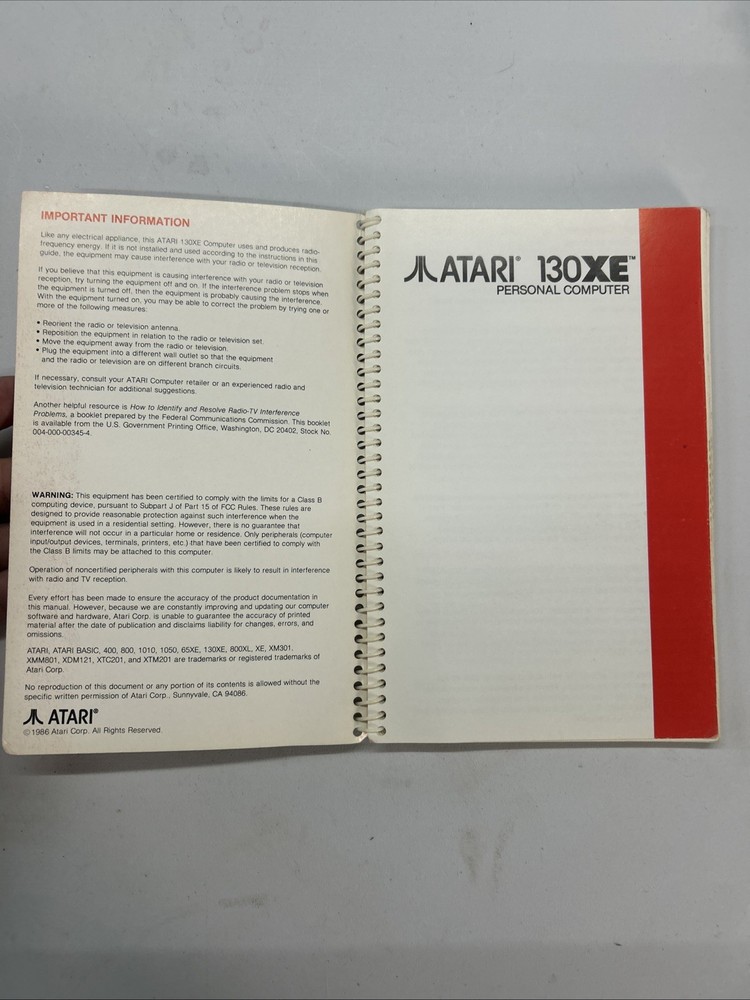 IMPORTANT INFORMATION
Like any electrical appliance, this ATARI 130XE Computer uses and produces radio-
frequency energy. If it is not installed and used according to the instructions in this
guide, the equipment may cause interference with your radio or television reception.
If you believe that this equipment is causing interference with your radio or television
reception, try turning the equipment off and on. If the interference problem stops when
the equipment is turned off, then the equipment is probably causing the interference.
With the equipment turned on, you may be able to correct the problem by trying one or
more of the following measures:
• Reorient the radio or television antenna.
• Reposition the equipment in relation to the radio or television set.
• Move the equipment away from the radio or television.
• Plug the equipment into a different wall outlet so that the equipment
and the radio or television are on different branch circuits.
If necessary, consult your ATARI Computer retailer or an experienced radio and
television technician for additional suggestions.
Another helpful resource is How to Identify and Resolve Radio-TV Interference
Problems, a booklet prepared by the Federal Communications Commission. This booklet
is available from the U.S. Government Printing Office, Washington, DC 20402, Stock No.
004-000-00345-4.
WARNING: This equipment has been certified to comply with the limits for a Class B
computing device, pursuant to Subpart J of Part 15 of FCC Rules. These rules are
designed to provide reasonable protection against such interference when the
equipment is used in a residential setting. However, there is no guarantee that
interference will not occur in a particular home or residence. Only peripherals (computer
input/output devices, terminals, printers, etc.) that have been certified to comply with
the Class B limits may be attached to this computer.
Operation of noncertified peripherals with this computer is likely to result in interference
with radio and TV reception.
Every effort has been made to ensure the accuracy of the product documentation in
this manual. However, because we are constantly improving and updating our computer
software and hardware, Atari Corp. is unable to guarantee the accuracy of printed
material after the date of publication and disclaims liability for changes, errors, and
omissions.
ATARI, ATARI BASIC, 400, 800, 1010, 1050, 65XE, 130XE, 800XL, XE, XM301,
XMM801, XDM121, XTC201, and XTM201 are trademarks or registered trademarks of
Atari Corp.
No reproduction of this document or any portion of its contents is allowed without the
specific written permission of Atari Corp., Sunnyvale, CA 94086.
ATARI®
©1986 Atari Corp. All Rights Reserved.
ATARI® 130XE™
PERSONAL COMPUTER